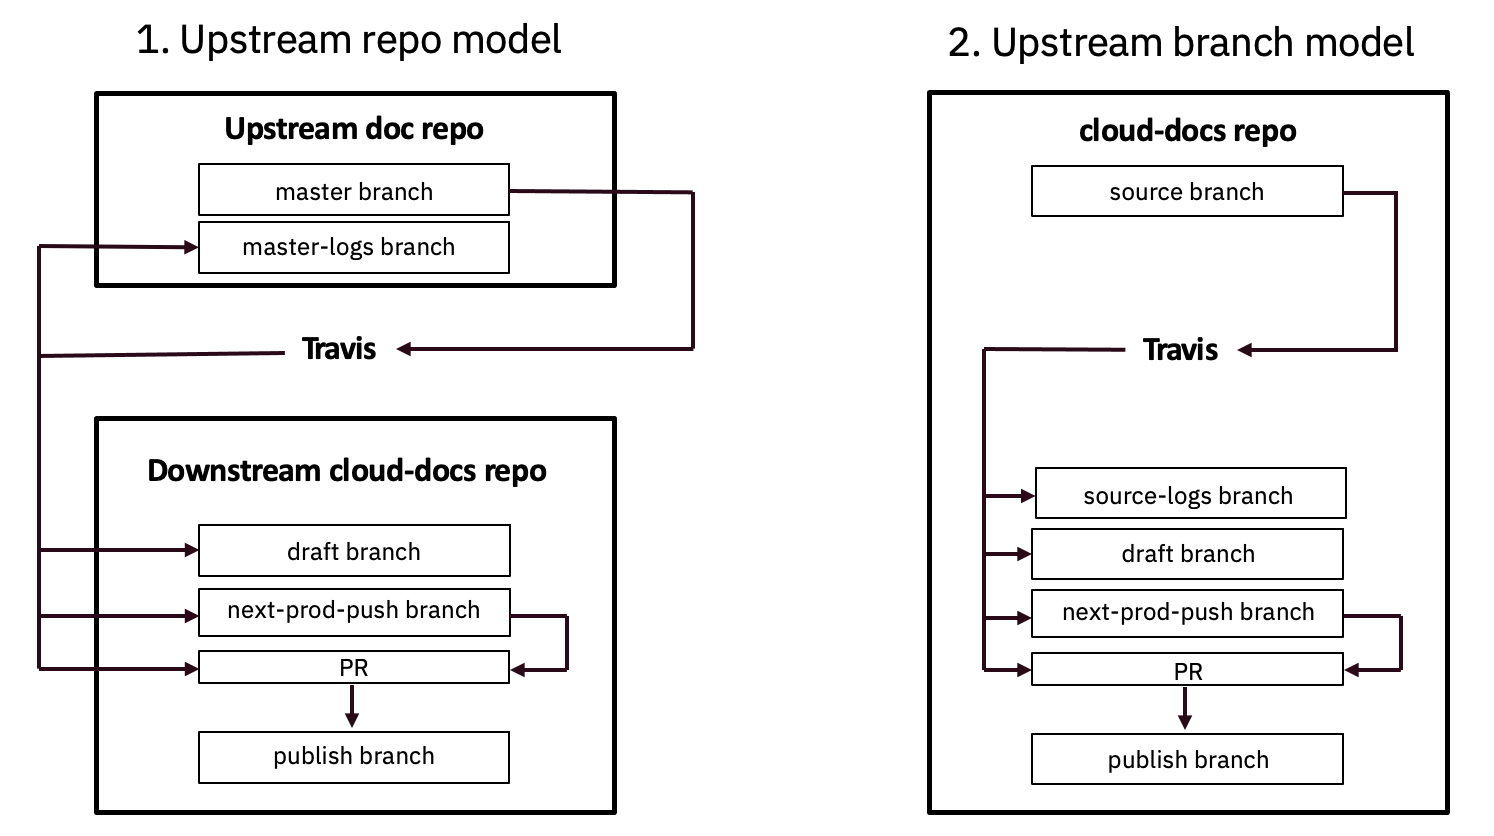 1. Upstream repo model
Upstream doc repo
master branch
master-logs branch
Travis
Downstream cloud-docs repo
draft branch
next-prod-push branch
PR
publish branch
2. Upstream branch model
cloud-docs repo
source branch
Travis
source-logs branch
draft branch
next-prod-push branch
PR
publish branch